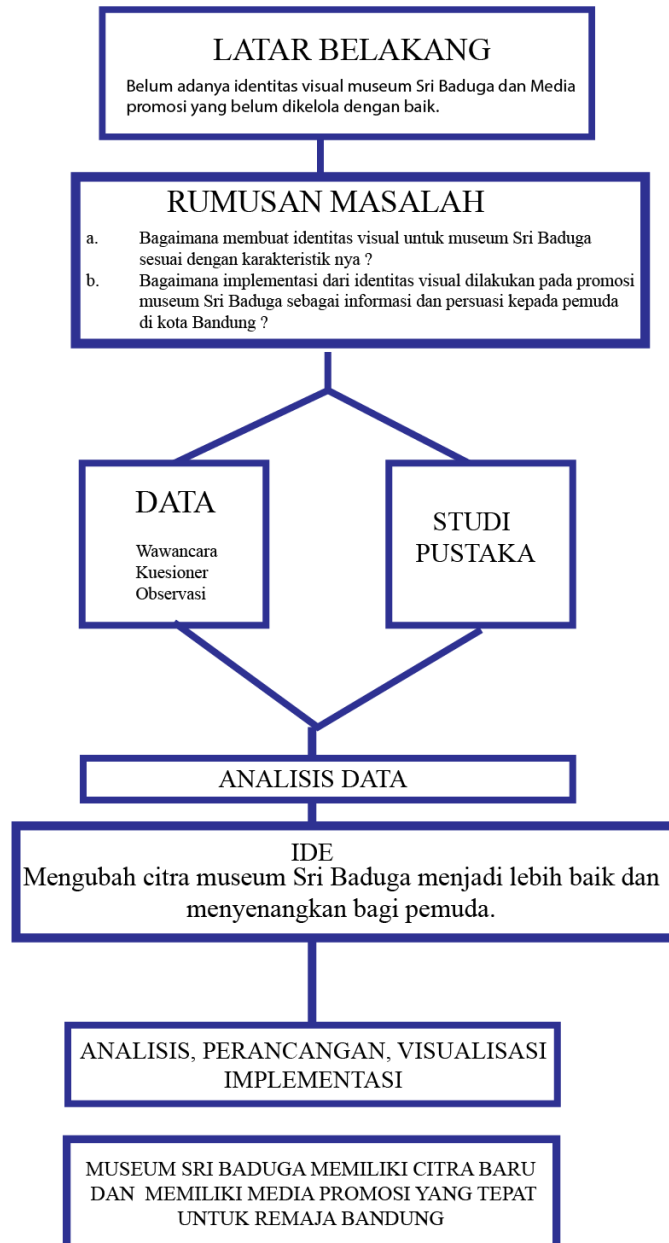 LATAR BELAKANG
Belum adanya identitas visual museum Sri Baduga dan Media
promosi yang belum dikelola dengan baik.
RUMUSAN MASALAH
a. Bagaimana membuat identitas visual untuk museum Sri Baduga
sesuai dengan karakteristik nya ?
b. Bagaimana implementasi dari identitas visual dilakukan pada promosi
museum Sri Baduga sebagai informasi dan persuasi kepada pemuda
di kota Bandung ?
DATA
Wawancara
Kuesioner
Observasi
STUDI
PUSTAKA
ANALISIS DATA
IDE
Mengubah citra museum Sri Baduga menjadi lebih baik dan
menyenangkan bagi pemuda.
ANALISIS, PERANCANGAN, VISUALISASI
IMPLEMENTASI
MUSEUM SRI BADUGA MEMILIKI CITRA BARU
DAN MEMILIKI MEDIA PROMOSI YANG TEPAT
UNTUK REMAJA BANDUNG